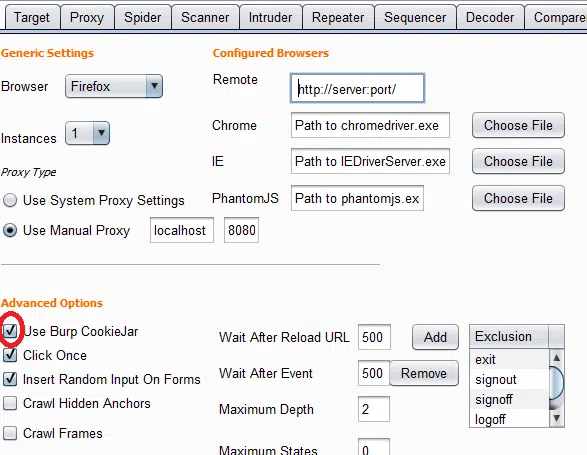 Target Proxy Spider Scanner Intruder Repeater Sequencer Decoder Compare
Generic Settings
Browser Firefox
Instances 1
Proxy Type
Use System Proxy Settings
Use Manual Proxy localhost 8080
Configured Browsers
Remote http://server:port/
Chrome Path to chromedriver.exe Choose File
IE Path to IEDriverServer.exe Choose File
PhantomJS Path to phantomjs.ex Choose File
Advanced Options
Use Burp CookieJar
Click Once
Insert Random Input On Forms
Crawl Hidden Anchors
Crawl Frames
Wait After Reload URL 500
Wait After Event 500
Maximum Depth 2
Maximum States 0
Add
Remove
Exclusion
exit
signout
signoff
logoff